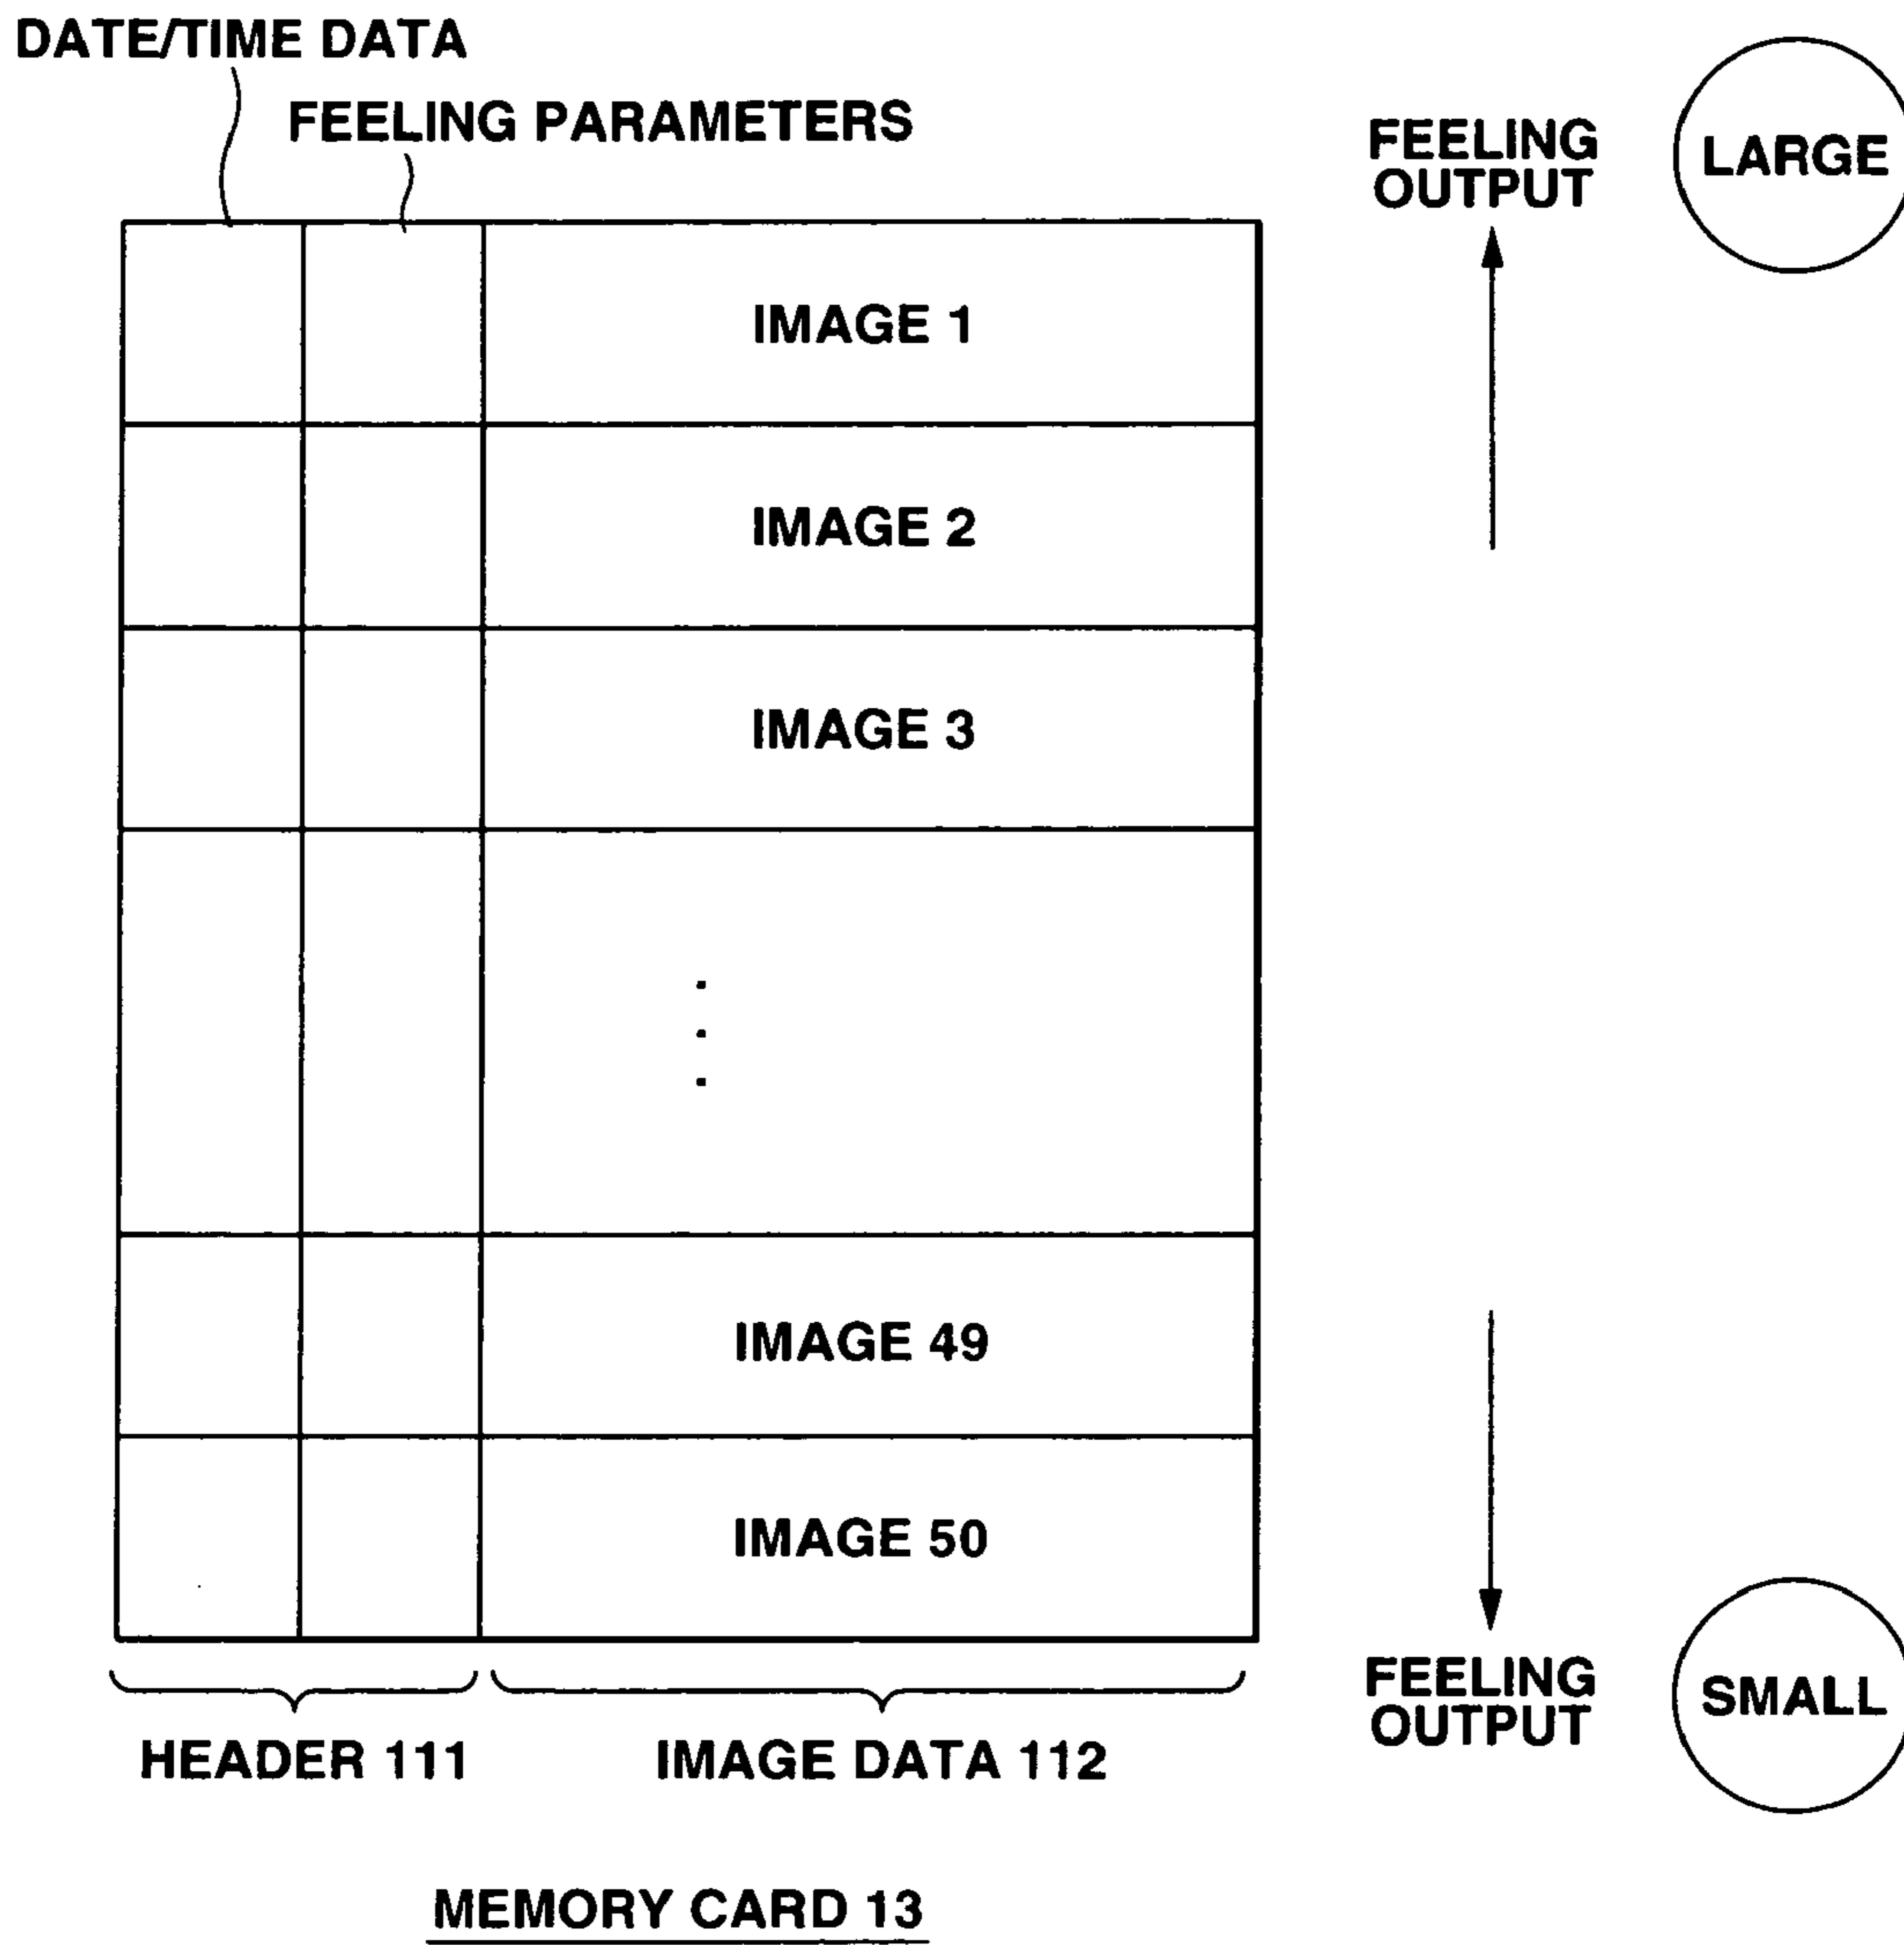 DATE/TIME DATA
FEELING PARAMETERS
FEELING
OUTPUT
LARGE
IMAGE 1
IMAGE 2
IMAGE 3
IMAGE 49
IMAGE 50
FEELING
OUTPUT
SMALL
HEADER 111
IMAGE DATA 112
MEMORY CARD 13